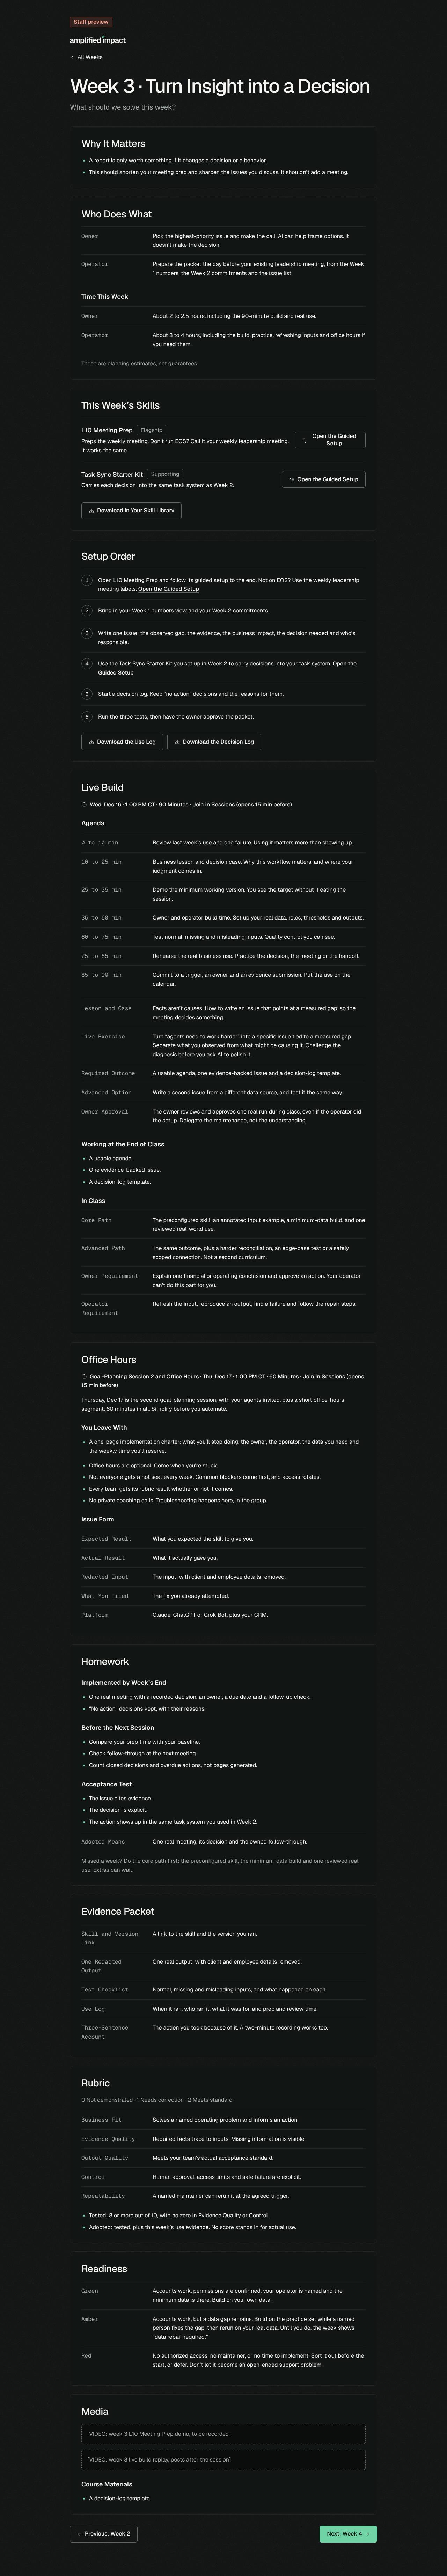 Staff preview
amplified impact
All Weeks
Week 3 · Turn Insight into a Decision
What should we solve this week?
Why It Matters
A report is only worth something if it changes a decision or a behavior.
This should shorten your meeting prep and sharpen the issues you discuss. It shouldn't add a meeting.
Who Does What
Owner
Pick the highest-priority issue and make the call. AI can help frame options. It
doesn't make the decision.
Operator
Prepare the packet the day before your existing leadership meeting, from the Week
1 numbers, the Week 2 commitments and the issue list.
Time This Week
Owner
About 2 to 2.5 hours, including the 90-minute build and real use.
Operator
About 3 to 4 hours, including the build, practice, refreshing inputs and office hours if
you need them.
These are planning estimates, not guarantees.
This Week's Skills
L10 Meeting Prep
Flagship
Preps the weekly meeting. Don't run EOS? Call it your weekly leadership meeting.
It works the same.
Open the Guided
Setup
Task Sync Starter Kit
Supporting
Carries each decision into the same task system as Week 2.
Open the Guided Setup
Download in Your Skill Library
Setup Order
1
Open L10 Meeting Prep and follow its guided setup to the end. Not on EOS? Use the weekly leadership
meeting labels. Open the Guided Setup
2
Bring in your Week 1 numbers view and your Week 2 commitments.
3
Write one issue: the observed gap, the evidence, the business impact, the decision needed and who's
responsible.
4
Use the Task Sync Starter Kit you set up in Week 2 to carry decisions into your task system. Open the
Guided Setup
5
Start a decision log. Keep "no action" decisions and the reasons for them.
6
Run the three tests, then have the owner approve the packet.
Download the Use Log
Download the Decision Log
Live Build
Wed, Dec 16 · 1:00 PM CT · 90 Minutes · Join in Sessions (opens 15 min before)
Agenda
0 to 10 min
Review last week's use and one failure. Using it matters more than showing up.
10 to 25 min
Business lesson and decision case. Why this workflow matters, and where your
judgment comes in.
25 to 35 min
Demo the minimum working version. You see the target without it eating the
session.
35 to 60 min
Owner and operator build time. Set up your real data, roles, thresholds and outputs.
60 to 75 min
Test normal, missing and misleading inputs. Quality control you can see.
75 to 85 min
Rehearse the real business use. Practice the decision, the meeting or the handoff.
85 to 90 min
Commit to a trigger, an owner and an evidence submission. Put the use on the
calendar.
Lesson and Case
Facts aren't causes. How to write an issue that points at a measured gap, so the
meeting decides something.
Live Exercise
Turn "agents need to work harder" into a specific issue tied to a measured gap.
Separate what you observed from what might be causing it. Challenge the
diagnosis before you ask AI to polish it.
Required Outcome
A usable agenda, one evidence-backed issue and a decision-log template.
Advanced Option
Write a second issue from a different data source, and test it the same way.
Owner Approval
The owner reviews and approves one real run during class, even if the operator did
the setup. Delegate the maintenance, not the understanding.
Working at the End of Class
A usable agenda.
One evidence-backed issue.
A decision-log template.
In Class
Core Path
The preconfigured skill, an annotated input example, a minimum-data build, and one
reviewed real-world use.
Advanced Path
The same outcome, plus a harder reconciliation, an edge-case test or a safely
scoped connection. Not a second curriculum.
Owner Requirement
Explain one financial or operating conclusion and approve an action. Your operator
can't do this part for you.
Operator
Requirement
Refresh the input, reproduce an output, find a failure and follow the repair steps.
Office Hours
Goal-Planning Session 2 and Office Hours · Thu, Dec 17 · 1:00 PM CT · 60 Minutes · Join in Sessions (opens
15 min before)
Thursday, Dec 17 is the second goal-planning session, with your agents invited, plus a short office-hours
segment. 60 minutes in all. Simplify before you automate.
You Leave With
A one-page implementation charter: what you'll stop doing, the owner, the operator, the data you need and
the weekly time you'll reserve.
Office hours are optional. Come when you're stuck.
Not everyone gets a hot seat every week. Common blockers come first, and access rotates.
Every team gets its rubric result whether or not it comes.
No private coaching calls. Troubleshooting happens here, in the group.
Issue Form
Expected Result
What you expected the skill to give you.
Actual Result
What it actually gave you.
Redacted Input
The input, with client and employee details removed.
What You Tried
The fix you already attempted.
Platform
Claude, ChatGPT or Grok Bot, plus your CRM.
Homework
Implemented by Week's End
One real meeting with a recorded decision, an owner, a due date and a follow-up check.
"No action" decisions kept, with their reasons.
Before the Next Session
Compare your prep time with your baseline.
Check follow-through at the next meeting.
Count closed decisions and overdue actions, not pages generated.
Acceptance Test
The issue cites evidence.
The decision is explicit.
The action shows up in the same task system you used in Week 2.
Adopted Means
One real meeting, its decision and the owned follow-through.
Missed a week? Do the core path first: the preconfigured skill, the minimum-data build and one reviewed real
use. Extras can wait.
Evidence Packet
Skill and Version
Link
A link to the skill and the version you ran.
One Redacted
Output
One real output, with client and employee details removed.
Test Checklist
Normal, missing and misleading inputs, and what happened on each.
Use Log
When it ran, who ran it, what it was for, and prep and review time.
Three-Sentence
Account
The action you took because of it. A two-minute recording works too.
Rubric
0 Not demonstrated · 1 Needs correction · 2 Meets standard
Business Fit
Solves a named operating problem and informs an action.
Evidence Quality
Required facts trace to inputs. Missing information is visible.
Output Quality
Meets your team's actual acceptance standard.
Control
Human approval, access limits and safe failure are explicit.
Repeatability
A named maintainer can rerun it at the agreed trigger.
Tested: 8 or more out of 10, with no zero in Evidence Quality or Control.
Adopted: tested, plus this week's use evidence. No score stands in for actual use.
Readiness
Green
Accounts work, permissions are confirmed, your operator is named and the
minimum data is there. Build on your own data.
Amber
Accounts work, but a data gap remains. Build on the practice set while a named
person fixes the gap, then rerun on your real data. Until you do, the week shows
"data repair required."
Red
No authorized access, no maintainer, or no time to implement. Sort it out before the
start, or defer. Don't let it become an open-ended support problem.
Media
[VIDEO: week 3 L10 Meeting Prep demo, to be recorded]
[VIDEO: week 3 live build replay, posts after the session]
Course Materials
A decision-log template
← Previous: Week 2
Next: Week 4 →